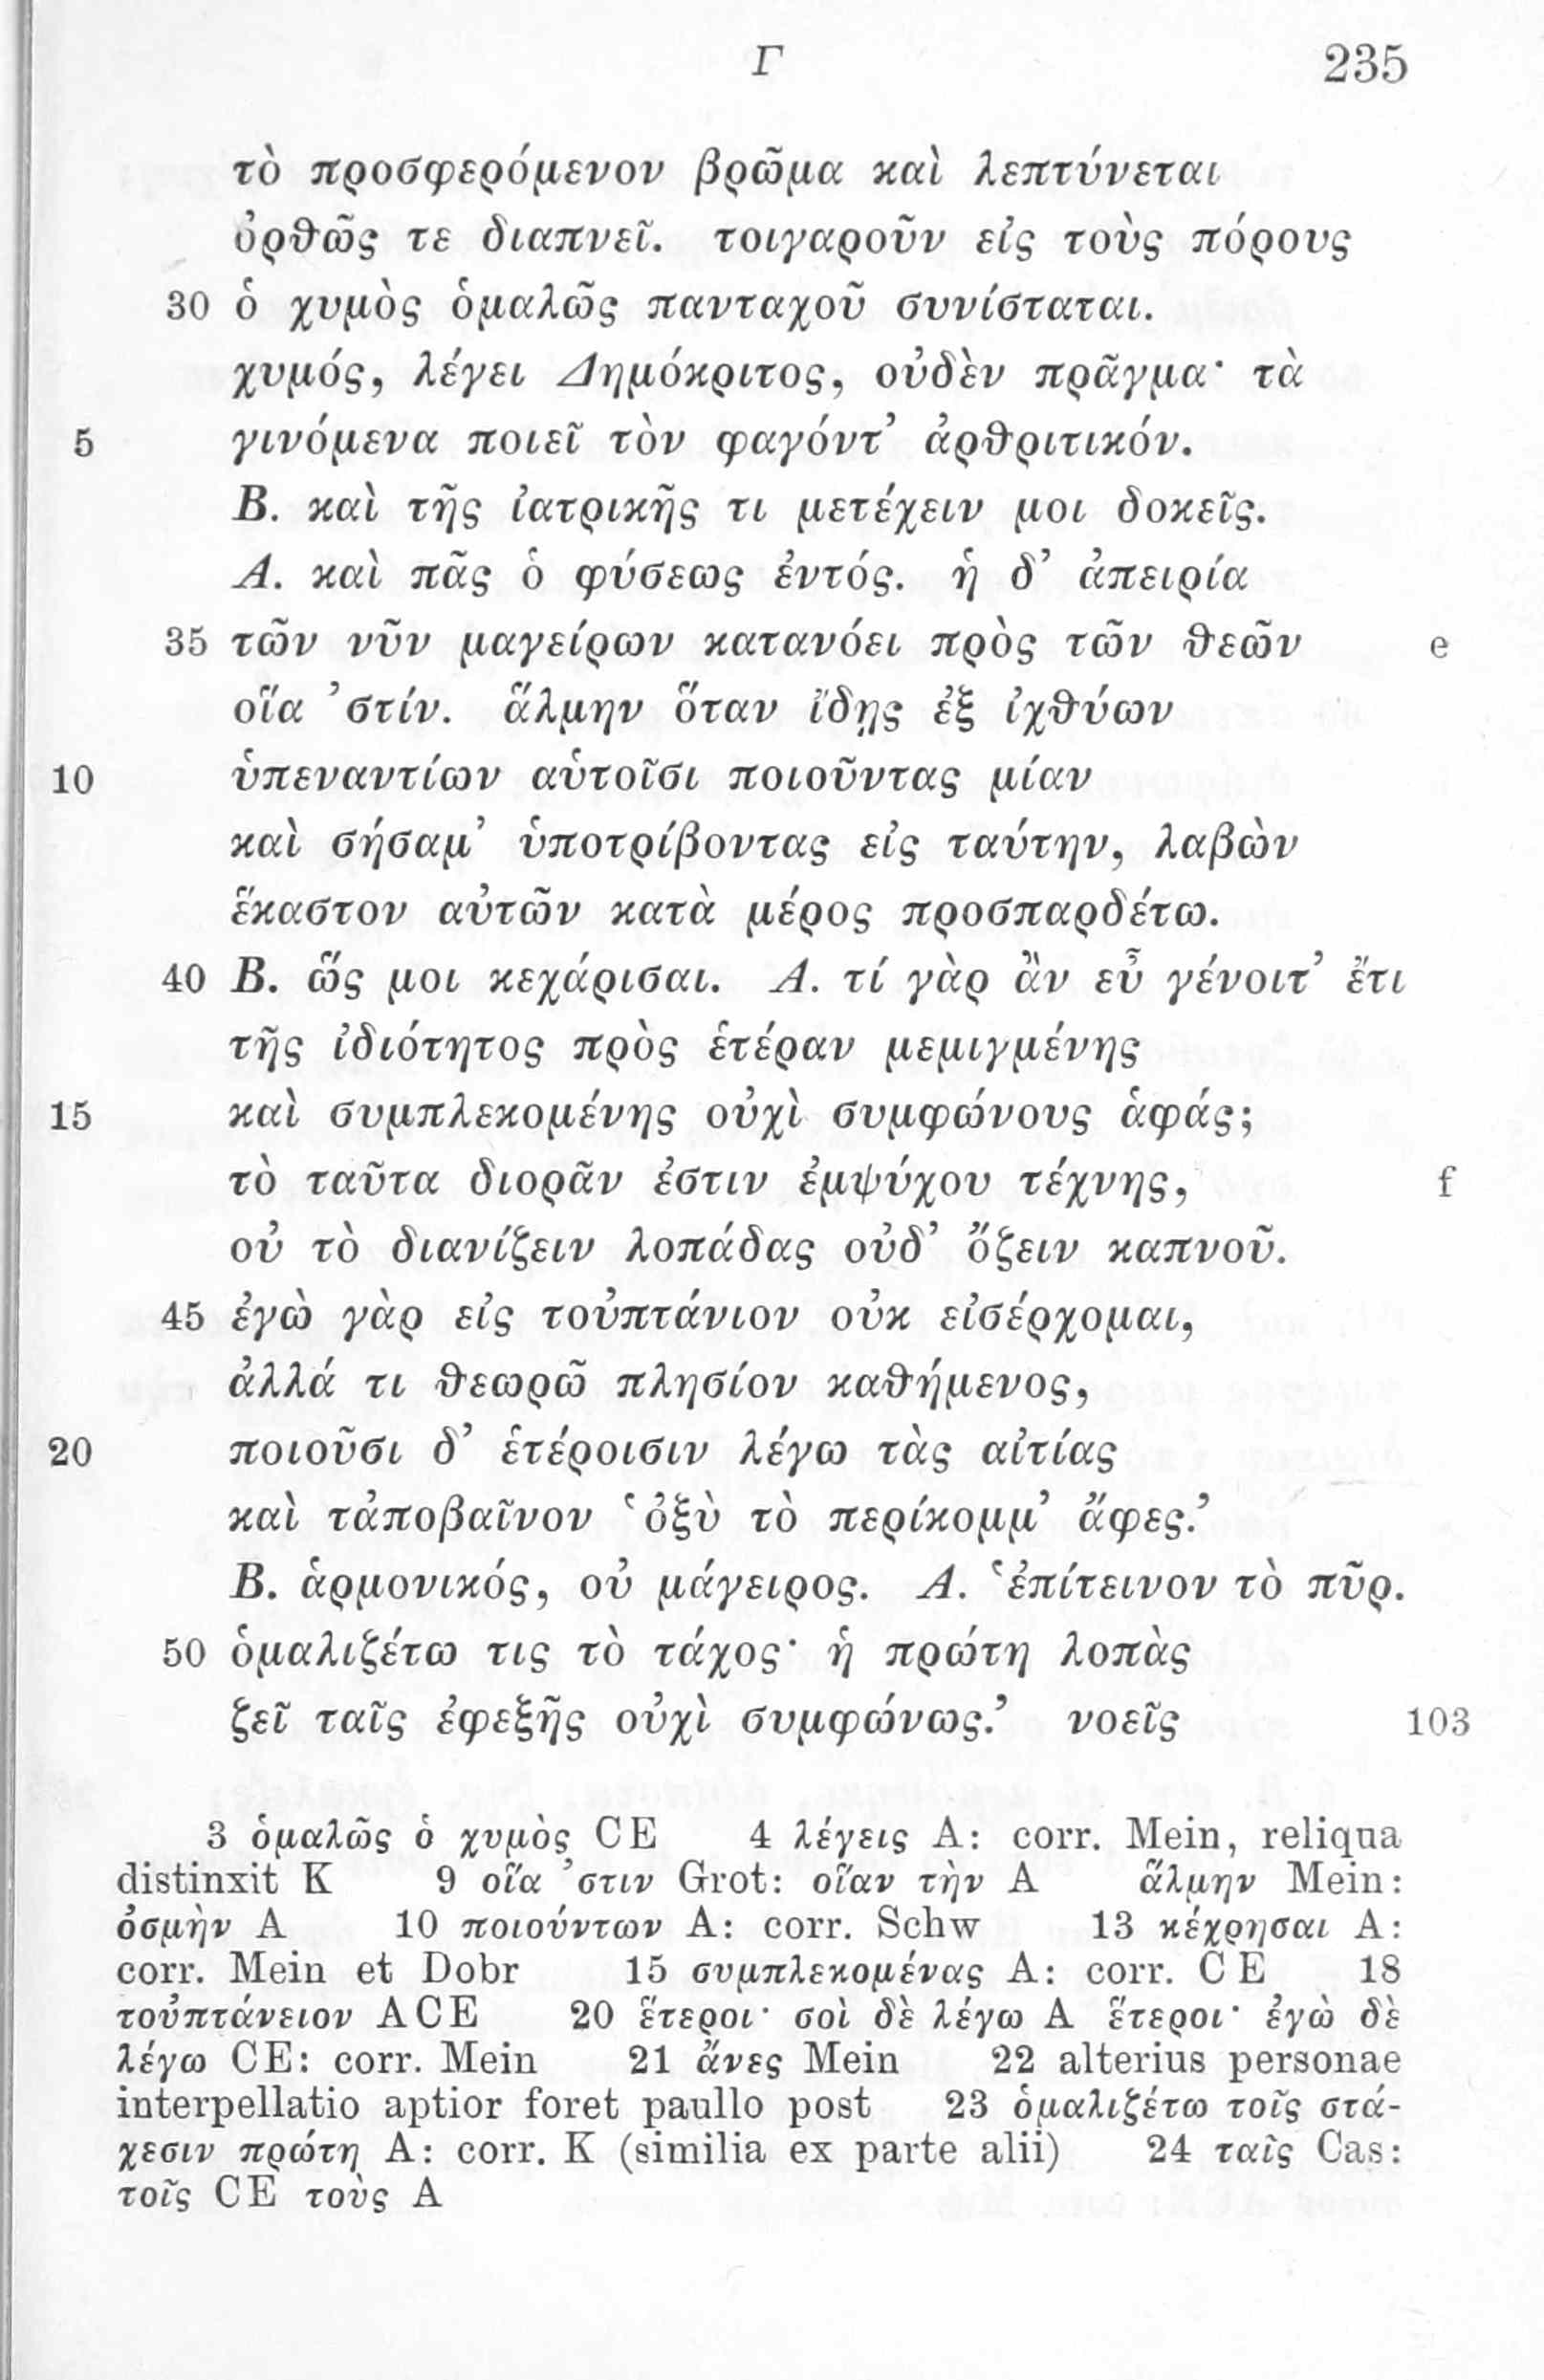 Γ 235
τὸ προσφερόμενον βρῶμα καὶ λεπτύνεται
ὀρθῶς τε διαπνεῖ. τοιγαροῦν εἰς τοὺς πόρους
30 ὁ χυμὸς ὁμαλῶς πανταχοῦ συνίσταται.
χυμός, λέγει Δημόκριτος, οὐδὲν πρᾶγμα· τὰ
5 γινόμενα ποιεῖ τὸν φαγόντ’ ἀρθριτικόν.
Β. καὶ τῆς ἰατρικῆς τι μετέχειν μοι δοκεῖς.
Α. καὶ πᾶς ὁ φύσεως ἐντός. ἡ δ’ ἀπειρία
35 τῶν νῦν μαγείρων κατανόει πρὸς τῶν θεῶν e
οἵα ’στίν. ἅλμην ὅταν ἴδῃς ἐξ ἰχθύων
10 ὑπεναντίων αὑτοῖσι ποιοῦντας μίαν
καὶ σήσαμ’ ὑποτρίβοντας εἰς ταύτην, λαβὼν
ἕκαστον αὐτῶν κατὰ μέρος προσπαρδέτω.
40 Β. ὥς μοι κεχάρισαι. Α. τί γὰρ ἂν εὖ γένοιτ’ ἔτι
τῆς ἰδιότητος πρὸς ἑτέραν μεμιγμένης
15 καὶ συμπλεκομένης οὐχὶ συμφώνους ἁφάς;
τὸ ταῦτα διορᾶν ἐστιν ἐμψύχου τέχνης, f
οὐ τὸ διανίζειν λοπάδας οὐδ’ ὄζειν καπνοῦ.
45 ἐγὼ γὰρ εἰς τοὐπτάνιον οὐκ εἰσέρχομαι,
ἀλλά τι θεωρῶ πλησίον καθήμενος,
20 ποιοῦσι δ’ ἑτέροισιν λέγω τὰς αἰτίας
καὶ τἀποβαῖνον ‘ὀξὺ τὸ περίκομμ’ ἄφες.’
Β. ἁρμονικός, οὐ μάγειρος. Α. ‘ἐπίτεινον τὸ πῦρ.
50 ὁμαλιζέτω τις τὸ τάχος· ἡ πρώτη λοπὰς
ζεῖ ταῖς ἐφεξῆς οὐχὶ συμφώνως.’ νοεῖς 103
3 ὁμαλῶς ὁ χυμὸς CE 4 λέγεις A: corr. Mein, reliqua
distinxit K 9 οἵα ’στιν Grot: οἵαν τὴν A ἅλμην Mein:
ὀσμὴν A 10 ποιούντων A: corr. Schw 13 κέχρησαι A:
corr. Mein et Dobr 15 συμπλεκομένας A: corr. CE 18
τοὐπτάνειον ACE 20 ἕτεροι· σοὶ δὲ λέγω A ἕτεροι· ἐγὼ δὲ
λέγω CE: corr. Mein 21 ἄνες Mein 22 alterius personae
interpellatio aptior foret paullo post 23 ὁμαλιζέτω τοῖς στά-
χεσιν πρώτη A: corr. K (similia ex parte alii) 24 ταῖς Cas:
τοῖς CE τοὺς A